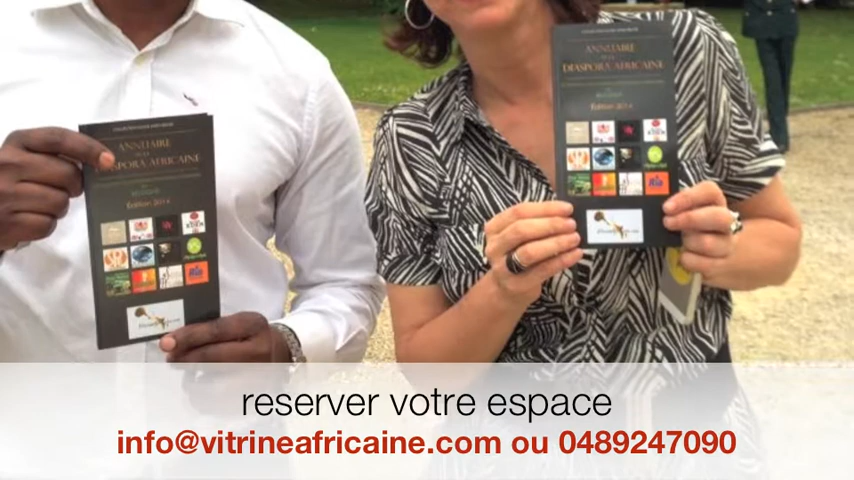 ANNUAIRE
DIASPORA AFRICAINE
Edition 2014
ANNUAIRE
DIASPORA AFRICAINE
Edition 2014
reserver votre espace
info@vitrineafricaine.com ou 0489247090